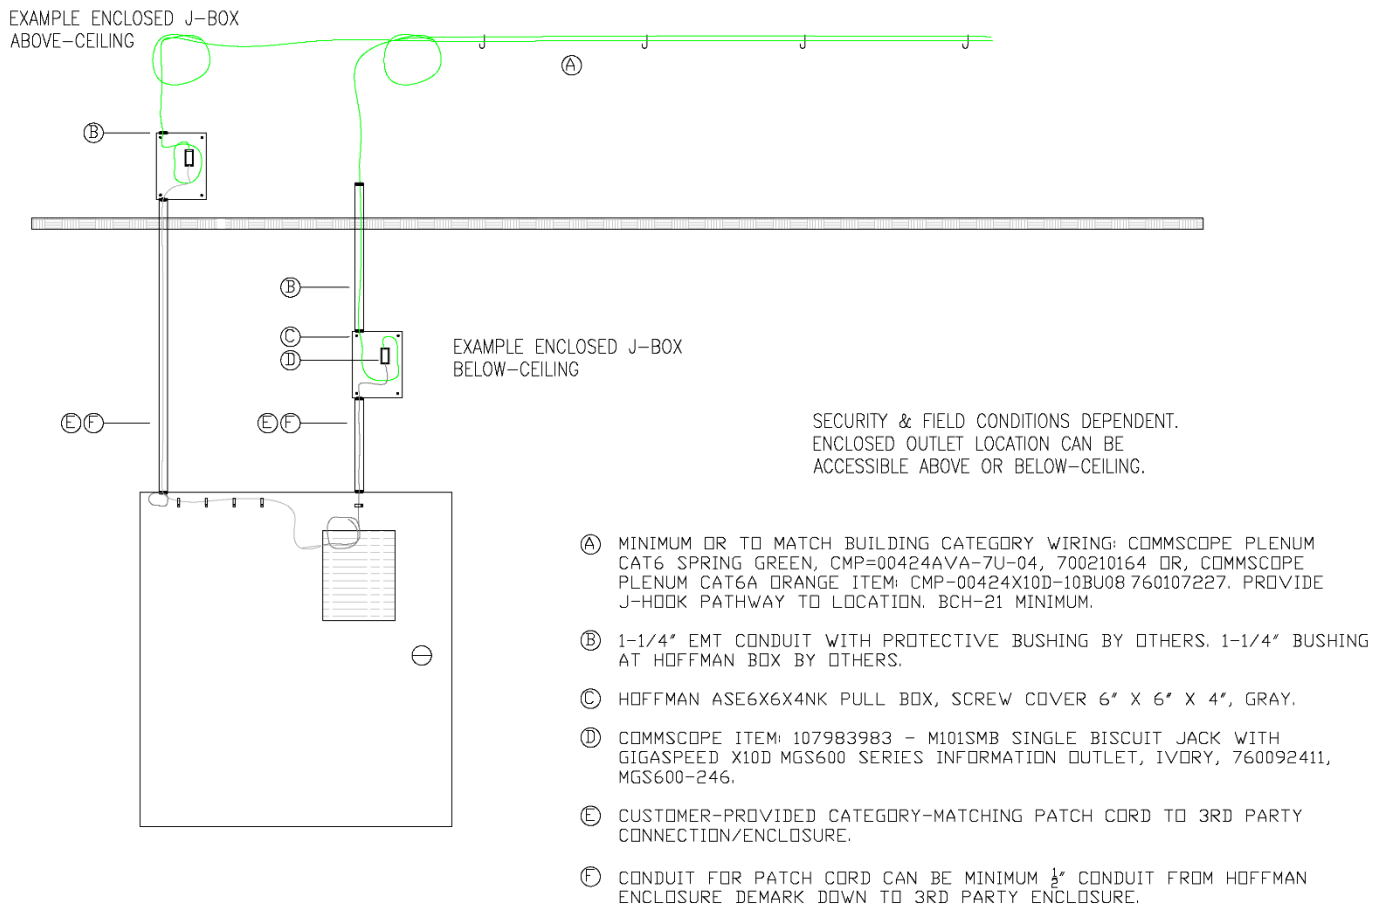 EXAMPLE ENCLOSED J-BOX
ABOVE-CEILING
J
J
J
J
A
B
B
C
D
EXAMPLE ENCLOSED J-BOX
BELOW-CEILING
E F
E F
SECURITY & FIELD CONDITIONS DEPENDENT.
ENCLOSED OUTLET LOCATION CAN BE
ACCESSIBLE ABOVE OR BELOW-CEILING.
A MINIMUM OR TO MATCH BUILDING CATEGORY WIRING: COMMSCOPE PLENUM
CAT6 SPRING GREEN, CMP=00424AVA-7U-04, 700210164 OR, COMMSCOPE
PLENUM CAT6A ORANGE ITEM: CMP-00424X10D-10BU08 760107227. PROVIDE
J-HOOK PATHWAY TO LOCATION. BCH-21 MINIMUM.
B 1-1/4" EMT CONDUIT WITH PROTECTIVE BUSHING BY OTHERS. 1-1/4" BUSHING
AT HOFFMAN BOX BY OTHERS.
C HOFFMAN ASE6X6X4NK PULL BOX, SCREW COVER 6" X 6" X 4", GRAY.
D COMMSCOPE ITEM: 107983983 - M101SMB SINGLE BISCUIT JACK WITH
GIGASPEED X10D MGS600 SERIES INFORMATION OUTLET, IVORY, 760092411,
MGS600-246.
E CUSTOMER-PROVIDED CATEGORY-MATCHING PATCH CORD TO 3RD PARTY
CONNECTION/ENCLOSURE.
F CONDUIT FOR PATCH CORD CAN BE MINIMUM ½" CONDUIT FROM HOFFMAN
ENCLOSURE DEMARK DOWN TO 3RD PARTY ENCLOSURE.